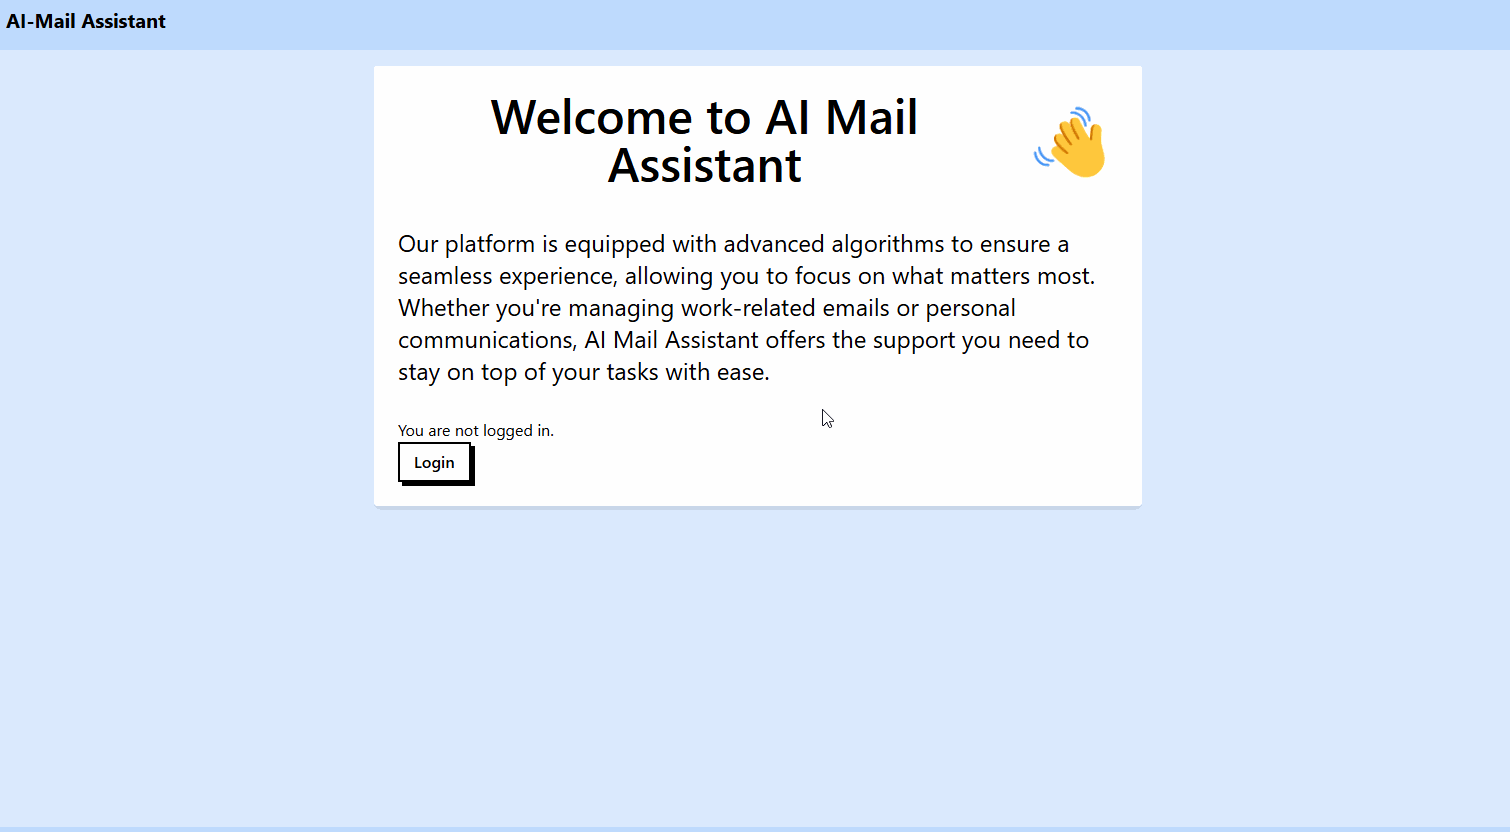 AI-Mail Assistant
Welcome to AI Mail
Assistant
Our platform is equipped with advanced algorithms to ensure a
seamless experience, allowing you to focus on what matters most.
Whether you're managing work-related emails or personal
communications, AI Mail Assistant offers the support you need to
stay on top of your tasks with ease.
You are not logged in.
Login